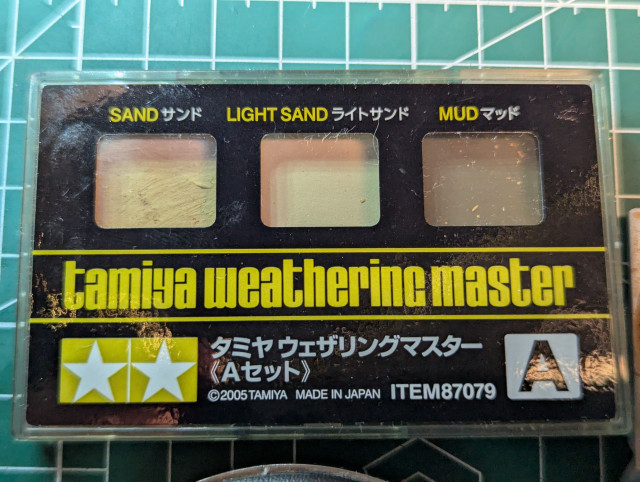 SAND サンド LIGHT SAND ライトサンド MUD マッド
tamiya weathering master
タミヤ ウェザリングマスター
《Aセット》
©2005 TAMIYA MADE IN JAPAN ITEM87079
A